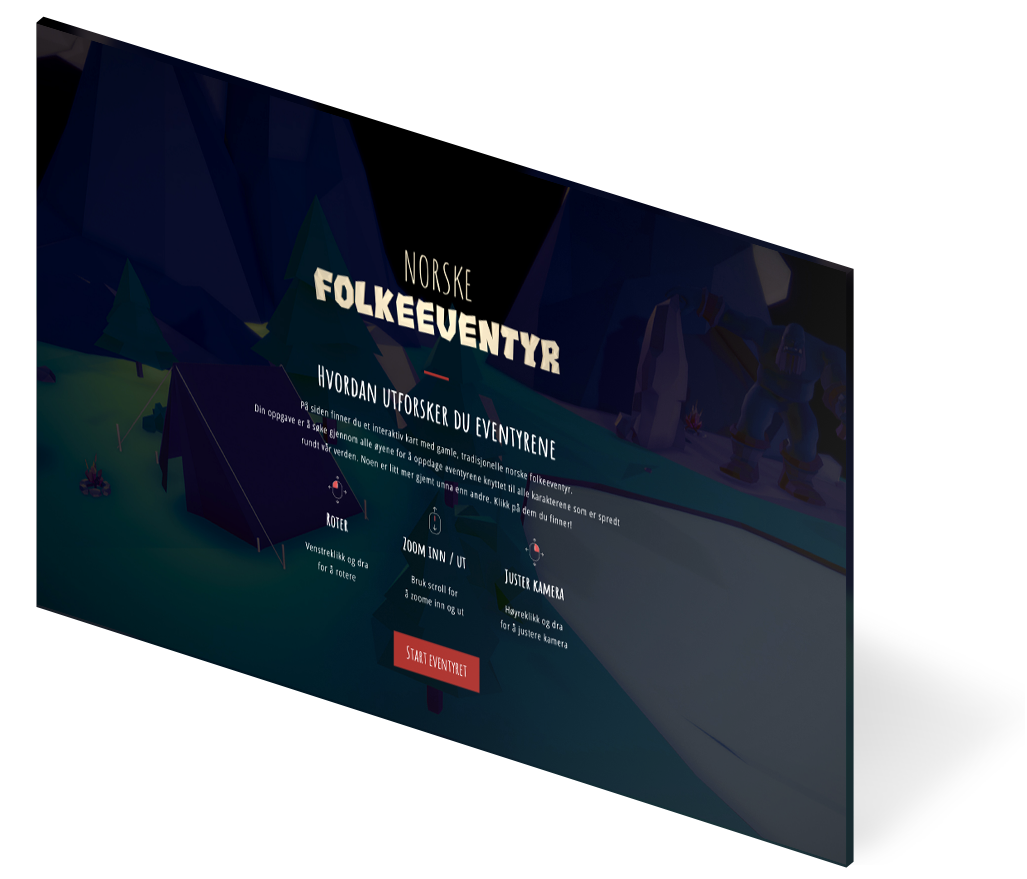 NORSKE
FOLKEEVENTYR
HVORDAN UTFORSKER DU EVENTYRENE
På siden finner du et interaktiv kart med gamle, tradisjonelle norske folkeeventyr.
Din oppgave er å søke gjennom alle øyene for å oppdage eventyrene knyttet til alle karakterene som er spredt
rundt vår verden. Noen er litt mer gjemt unna enn andre. Klikk på dem du finner!
ROTER
Venstreklikk og dra
for å rotere
ZOOM INN / UT
Bruk scroll for
å zoome inn og ut
JUSTER KAMERA
Høyreklikk og dra
for å justere kamera
START EVENTYRET